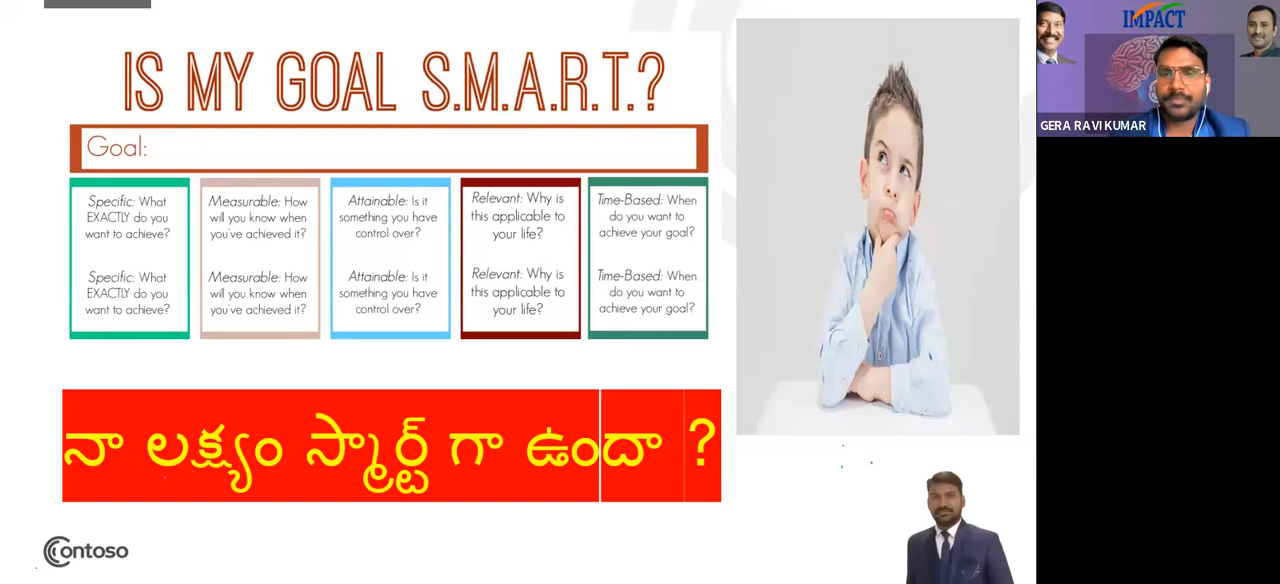 IS MY GOAL S.M.A.R.T.?
Goal:
Specific: What
EXACTLY do you
want to achieve?
Specific: What
EXACTLY do you
want to achieve?
Measurable: How
will you know when
you've achieved it?
Measurable: How
will you know when
you've achieved it?
Attainable: Is it
something you have
control over?
Attainable: Is it
something you have
control over?
Relevant: Why is
this applicable to
your life?
Relevant: Why is
this applicable to
your life?
Time-Based: When
do you want to
achieve your goal?
Time-Based: When
do you want to
achieve your goal?
నా లక్ష్యం స్మార్ట్ గా ఉందా ?
Contoso
IMPACT
GERA RAVI KUMAR